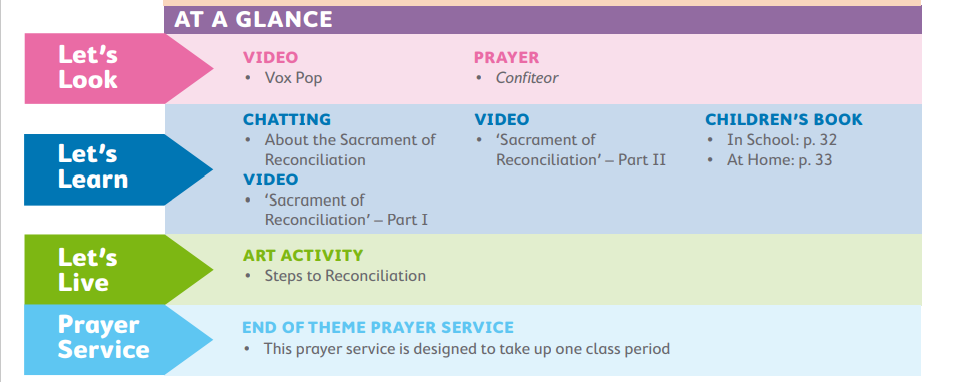 AT A GLANCE
Let's
Look
VIDEO
• Vox Pop
PRAYER
• Confiteor
Let's
Learn
CHATTING
• About the Sacrament of
Reconciliation
VIDEO
• ‘Sacrament of
Reconciliation’ – Part I
VIDEO
• ‘Sacrament of
Reconciliation’ – Part II
CHILDREN'S BOOK
• In School: p. 32
• At Home: p. 33
Let's
Live
ART ACTIVITY
• Steps to Reconciliation
Prayer
Service
END OF THEME PRAYER SERVICE
• This prayer service is designed to take up one class period